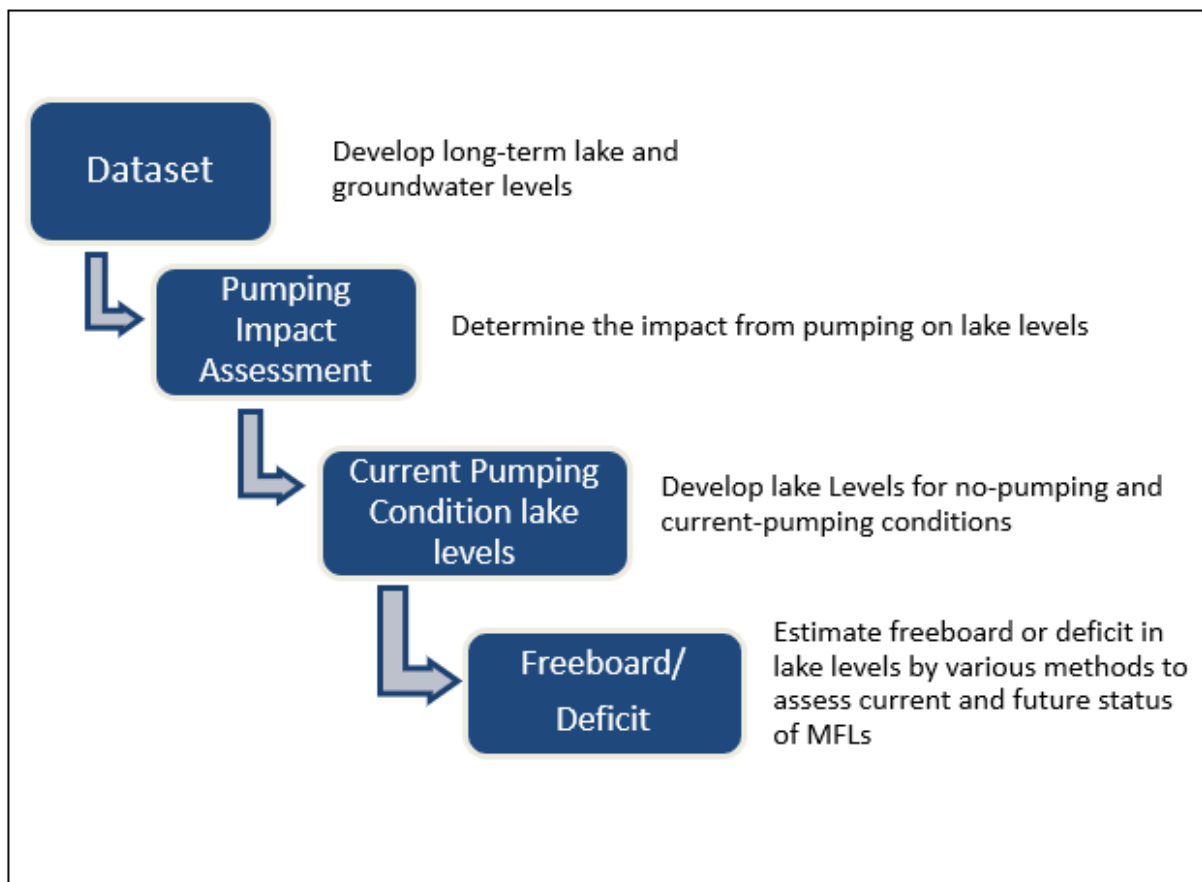 Dataset
Develop long-term lake and
groundwater levels
Pumping
Impact
Assessment
Determine the impact from pumping on lake levels
Current Pumping
Condition lake
levels
Develop lake Levels for no-pumping and
current-pumping conditions
Freeboard/
Deficit
Estimate freeboard or deficit in
lake levels by various methods to
assess current and future status
of MFLs